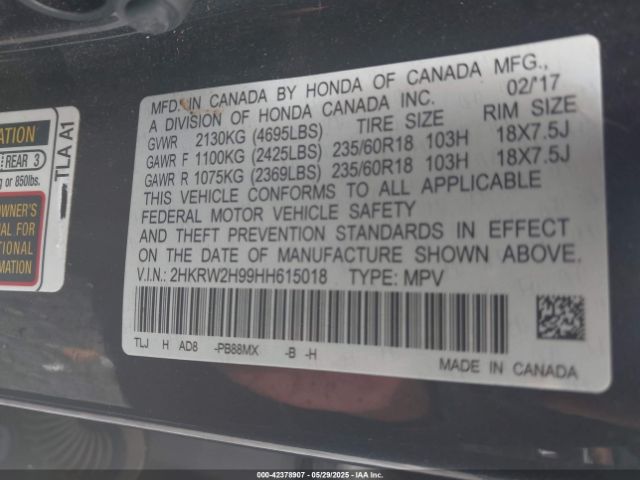 MFD. IN CANADA BY HONDA OF CANADA MFG.,
A DIVISION OF HONDA CANADA INC. 02/'17
GVWR 2130KG (4695LBS) TIRE SIZE RIM SIZE
GAWR F 1100KG (2425LBS) 235/60R18 103H 18X7.5J
GAWR R 1075KG (2369LBS) 235/60R18 103H 18X7.5J
THIS VEHICLE CONFORMS TO ALL APPLICABLE
FEDERAL MOTOR VEHICLE SAFETY
AND THEFT PREVENTION STANDARDS IN EFFECT
ON THE DATE OF MANUFACTURE SHOWN ABOVE.
V.I.N.: 2HKRW2H99HH615018 TYPE: MPV
TLJ H AD8 -PB88MX -B -H
MADE IN CANADA
REAR 3
or 850lbs.
TLA A1
OWNER'S
FOR
000-42378907 - 05/29/2025 - IAAI, Inc.